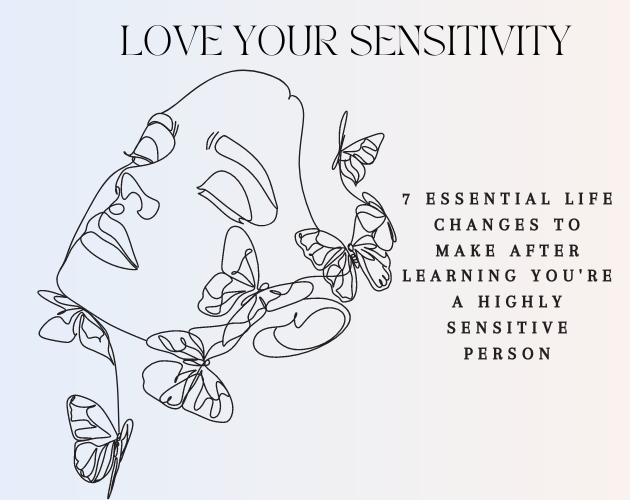 LOVE YOUR SENSITIVITY
7 ESSENTIAL LIFE
CHANGES TO
MAKE AFTER
LEARNING YOU'RE
A HIGHLY
SENSITIVE
PERSON